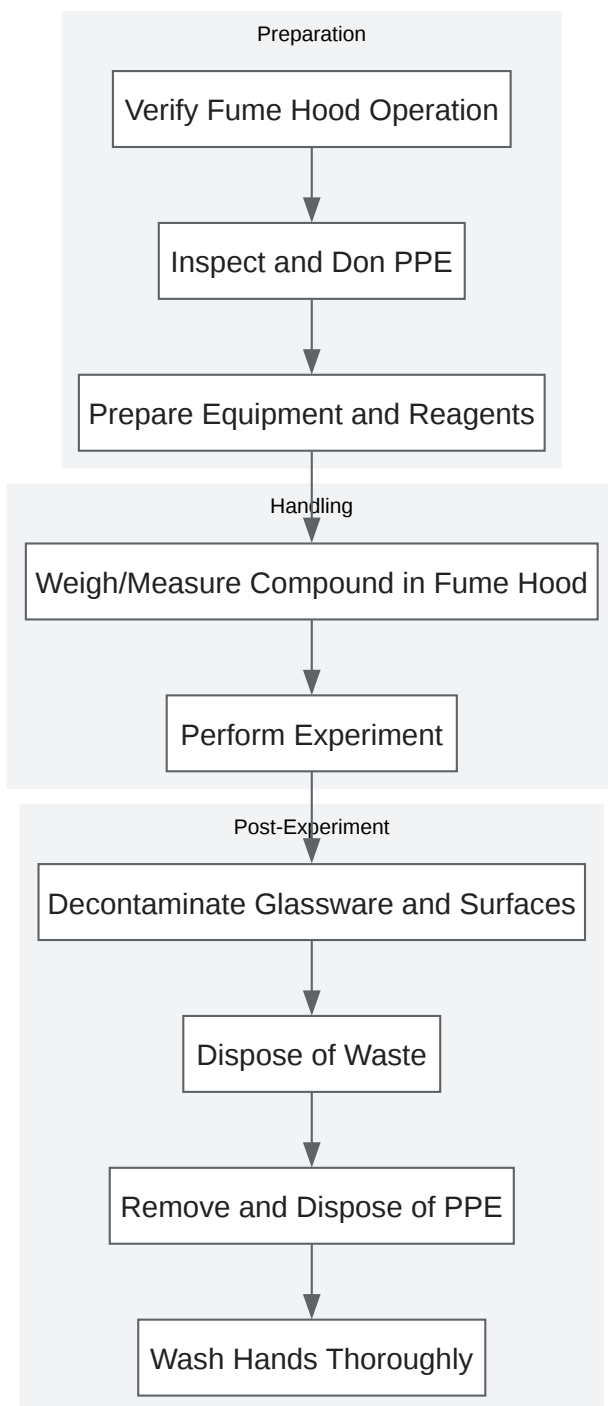 Preparation
Verify Fume Hood Operation
Inspect and Don PPE
Prepare Equipment and Reagents
Handling
Weigh/Measure Compound in Fume Hood
Perform Experiment
Post-Experiment
Decontaminate Glassware and Surfaces
Dispose of Waste
Remove and Dispose of PPE
Wash Hands Thoroughly